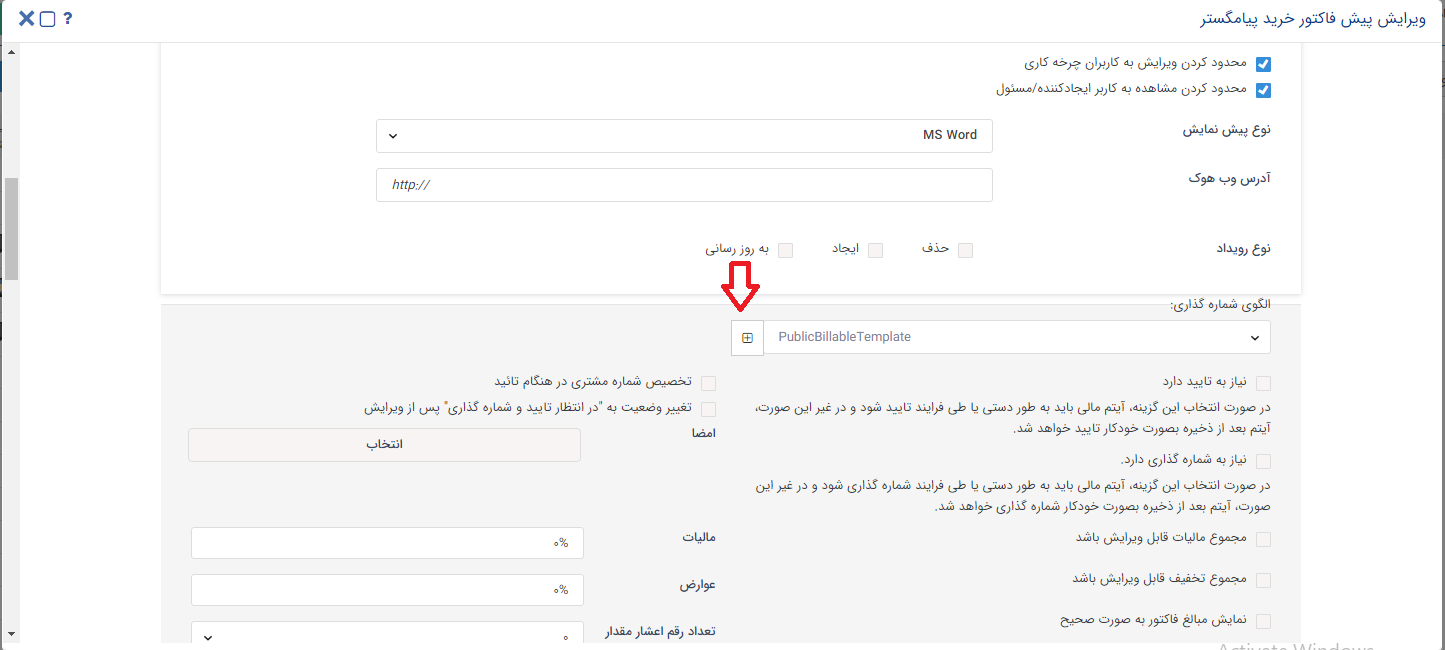 ویرایش پیش فاکتور خرید پیامگستر
?
محدود کردن ویرایش به کاربران چرخه کاری
محدود کردن مشاهده به کاربر ایجادکننده/مسئول
نوع پیش نمایش
MS Word
آدرس وب هوک
http://
نوع رویداد
حذف
ایجاد
به روز رسانی
الگوی شماره گذاری:
PublicBillableTemplate
نیاز به تایید دارد
در صورت انتخاب این گزینه، آیتم مالی باید به طور دستی یا طی فرایند تایید شود و در غیر این صورت،
آیتم بعد از ذخیره بصورت خودکار تایید خواهد شد.
نیاز به شماره گذاری دارد.
در صورت انتخاب این گزینه، آیتم مالی باید به طور دستی یا طی فرایند شماره گذاری شود و در غیر این
صورت، آیتم بعد از ذخیره بصورت خودکار شماره گذاری خواهد شد.
مجموع مالیات قابل ویرایش باشد
مجموع تخفیف قابل ویرایش باشد
نمایش مبالغ فاکتور به صورت صحیح
تخصیص شماره مشتری در هنگام تائید
تغییر وضعیت به "در انتظار تایید و شماره گذاری" پس از ویرایش
امضا
انتخاب
مالیات
۰%
عوارض
۰%
تعداد رقم اعشار مقدار
۰
Activate Windows